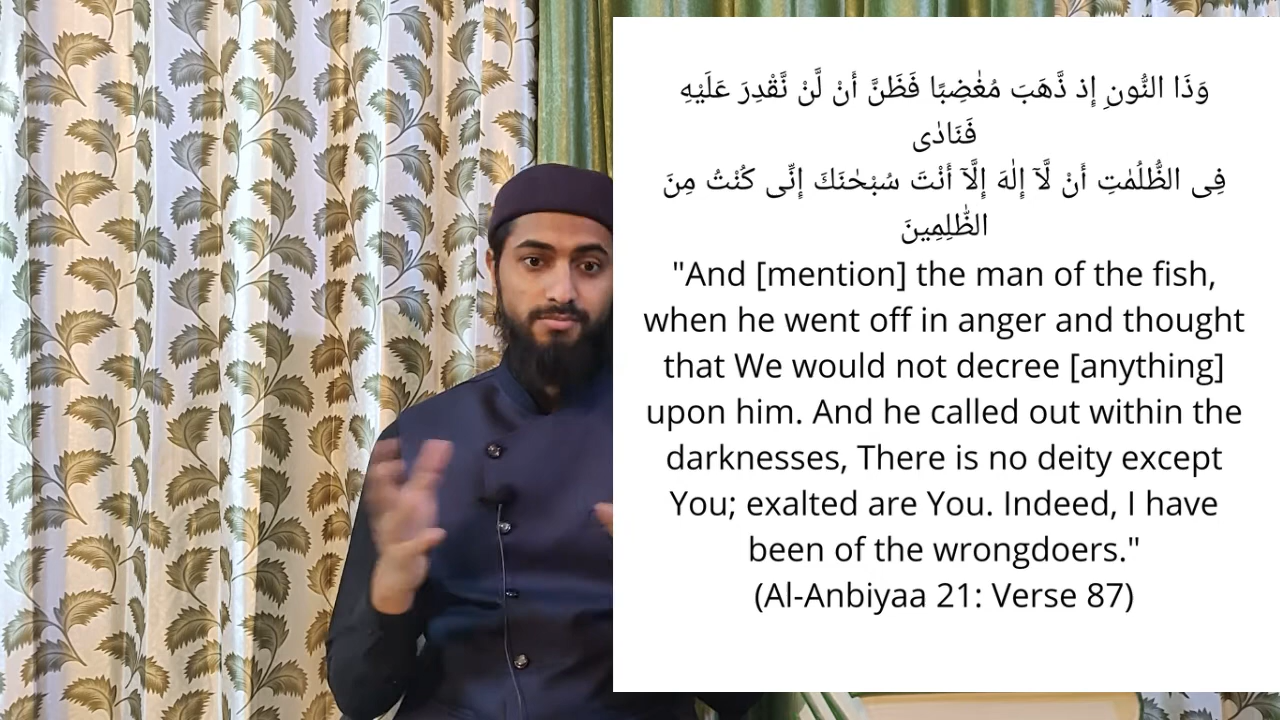 وَذَا النُّونِ إِذ ذَّهَبَ مُغٰضِبًا فَظَنَّ أَنْ لَّنْ نَّقْدِرَ عَلَيْهِ
فَنَادٰى
فِى الظُّلُمٰتِ أَنْ لَّآ إِلٰهَ إِلَّآ أَنْتَ سُبْحٰنَكَ إِنِّى كُنْتُ مِنَ
الظّٰلِمِينَ
"And [mention] the man of the fish,
when he went off in anger and thought
that We would not decree [anything]
upon him. And he called out within the
darknesses, There is no deity except
You; exalted are You. Indeed, I have
been of the wrongdoers."
(Al-Anbiyaa 21: Verse 87)